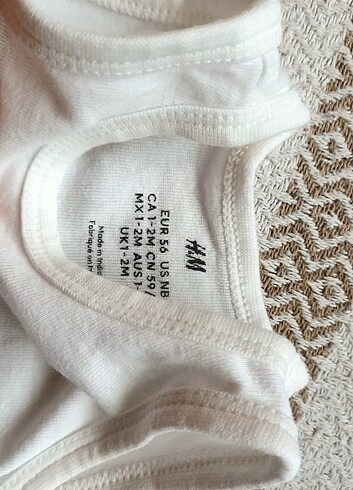 H&M
EUR 56 US NB
CA 1-2M CN 59/
MX 1-2M AUS 1-
UK 1-2M
Made in India
Fabriqué en